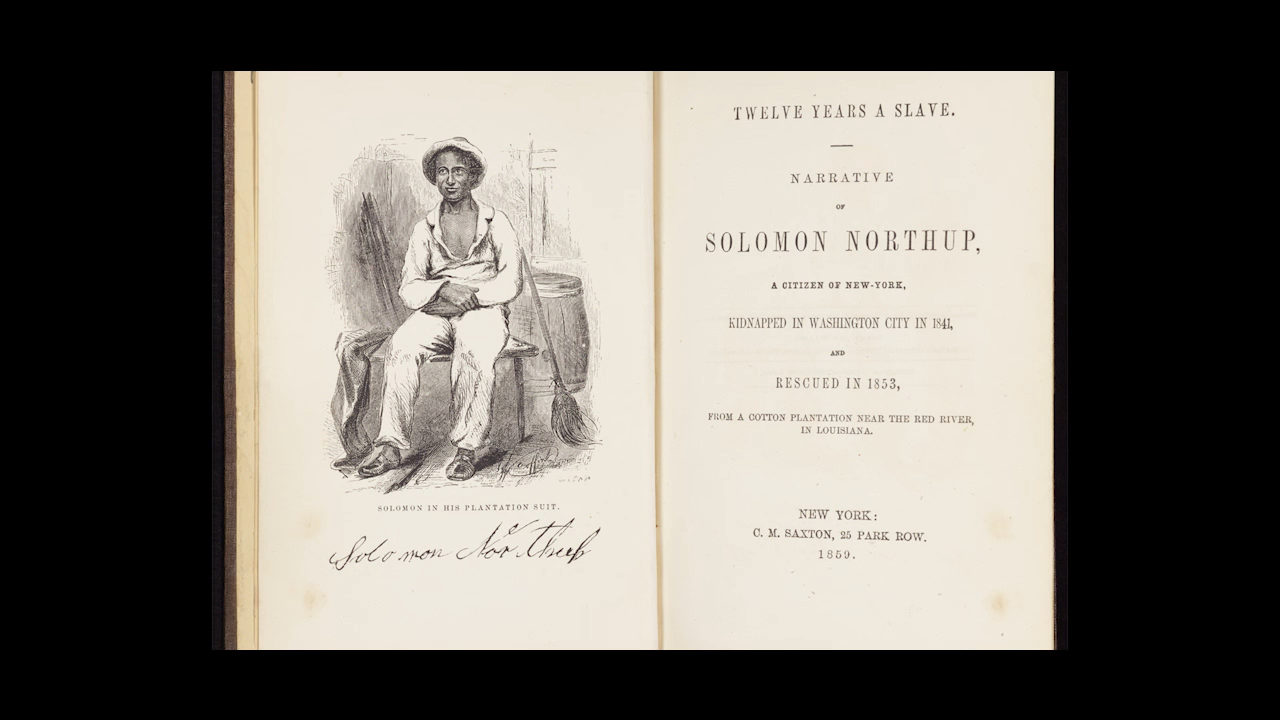 SOLOMON IN HIS PLANTATION SUIT.
Solomon Northup
TWELVE YEARS A SLAVE.
NARRATIVE
OF
SOLOMON NORTHUP,
A CITIZEN OF NEW-YORK,
KIDNAPPED IN WASHINGTON CITY IN 1841,
AND
RESCUED IN 1853,
FROM A COTTON PLANTATION NEAR THE RED RIVER,
IN LOUISIANA.
NEW YORK:
C. M. SAXTON, 25 PARK ROW.
1859.